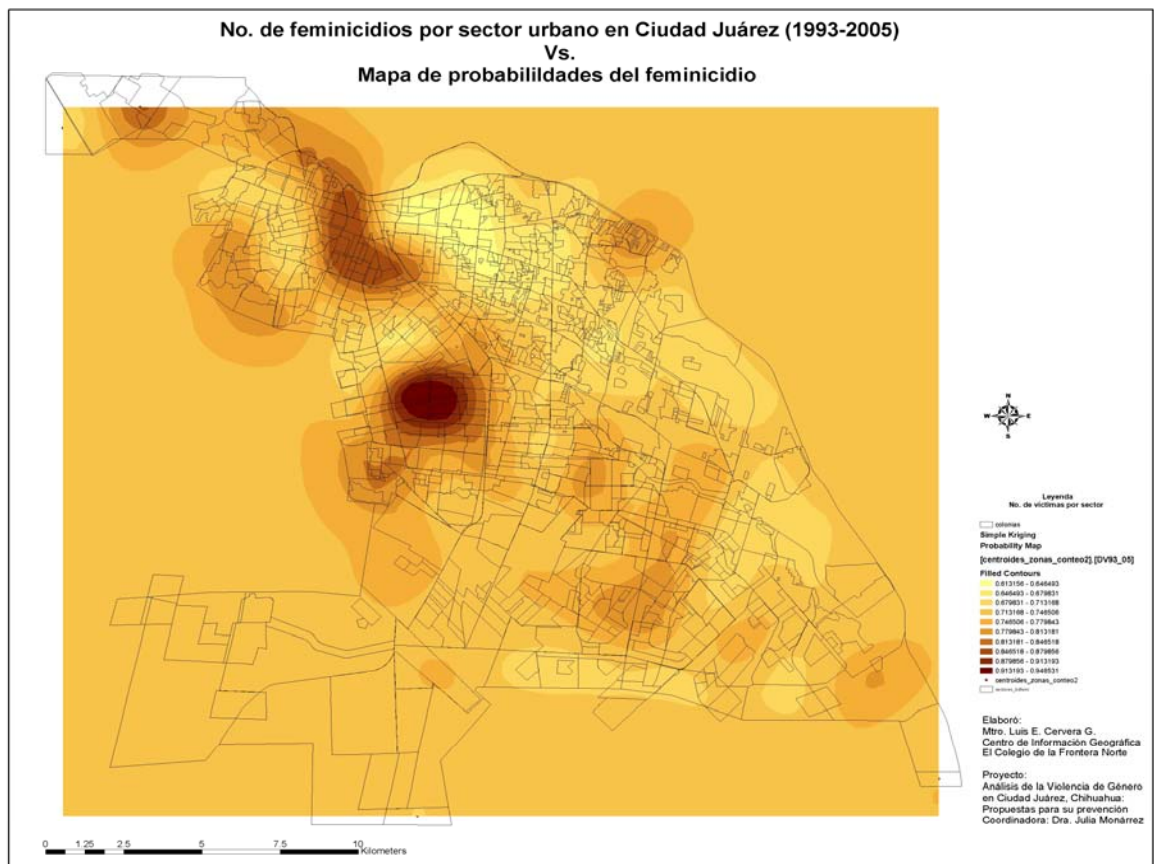 No. de feminicidios por sector urbano en Ciudad Juárez (1993-2005)
Vs.
Mapa de probabilildades del feminicidio
N
W E
S
Leyenda
No. de víctimas por sector
colonias
Simple Kriging
Probability Map
[centroides_zonas_conteo2].[DV93_05]
Filled Contours
0.613156 - 0.646493
0.646493 - 0.679831
0.679831 - 0.713168
0.713168 - 0.746506
0.746506 - 0.779843
0.779843 - 0.813181
0.813181 - 0.846518
0.846518 - 0.879856
0.879856 - 0.913193
0.913193 - 0.946531
centroides_zonas_conteo2
Elaboró:
Mtro. Luis E. Cervera G.
Centro de Información Geográfica
El Colegio de la Frontera Norte
Proyecto:
Análisis de la Violencia de Género
en Ciudad Juárez, Chihuahua:
Propuestas para su prevención
Coordinadora: Dra. Julia Monárrez
0 1.25 2.5 5 7.5 10
Kilometers